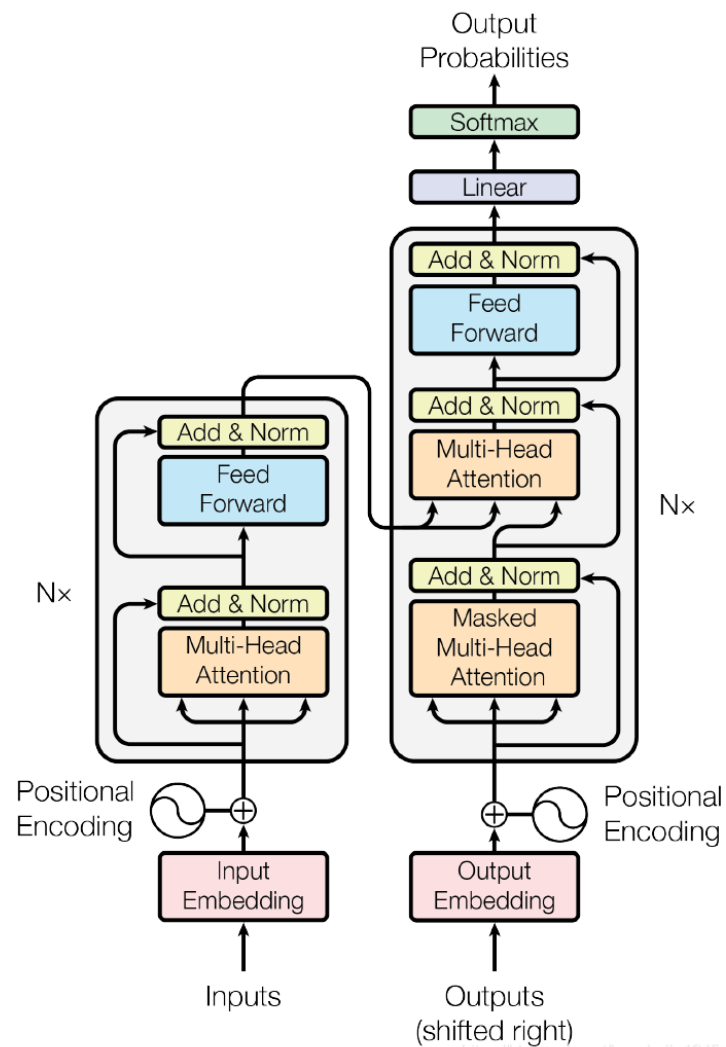 Output
Probabilities
Softmax
Linear
Add & Norm
Feed
Forward
Add & Norm
Multi-Head
Attention
N×
Add & Norm
Masked
Multi-Head
Attention
Add & Norm
Feed
Forward
N×
Add & Norm
Multi-Head
Attention
Positional
Encoding
Positional
Encoding
Input
Embedding
Output
Embedding
Inputs
Outputs
(shifted right)